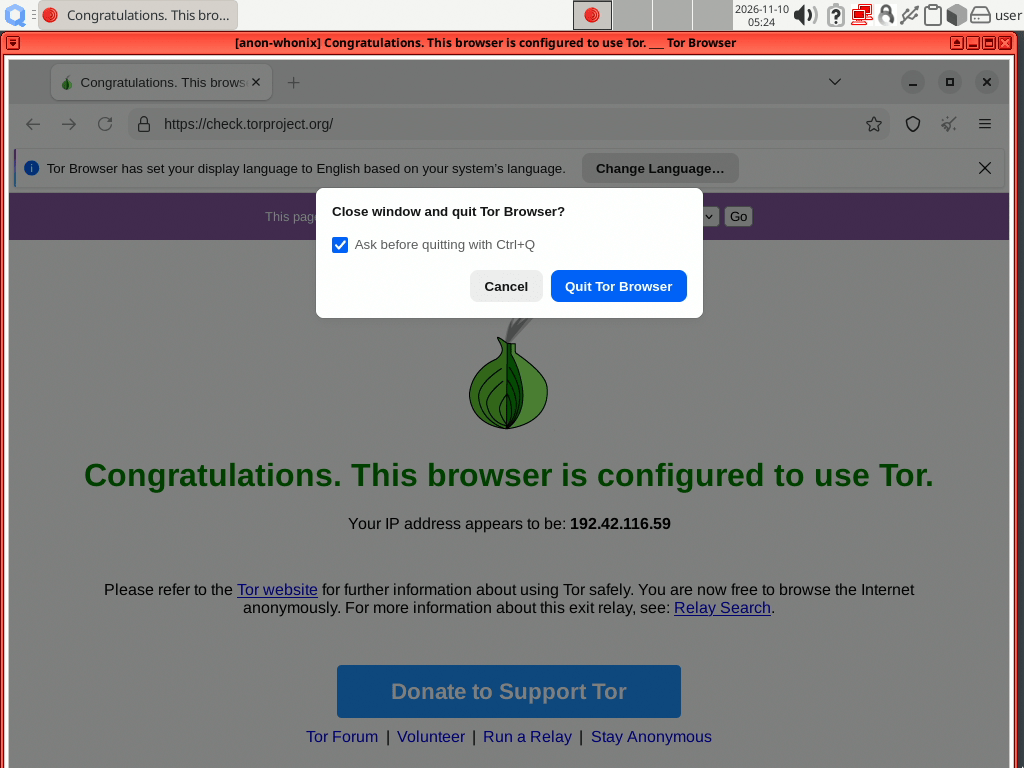 Congratulations. This bro...
2026-11-10
05:24
user
[anon-whonix] Congratulations. This browser is configured to use Tor. __ Tor Browser
Congratulations. This brows
https://check.torproject.org/
Tor Browser has set your display language to English based on your system's language.
Change Language…
This pag
Go
Close window and quit Tor Browser?
Ask before quitting with Ctrl+Q
Cancel
Quit Tor Browser
Congratulations. This browser is configured to use Tor.
Your IP address appears to be: 192.42.116.59
Please refer to the Tor website for further information about using Tor safely. You are now free to browse the Internet
anonymously. For more information about this exit relay, see: Relay Search.
Donate to Support Tor
Tor Forum | Volunteer | Run a Relay | Stay Anonymous